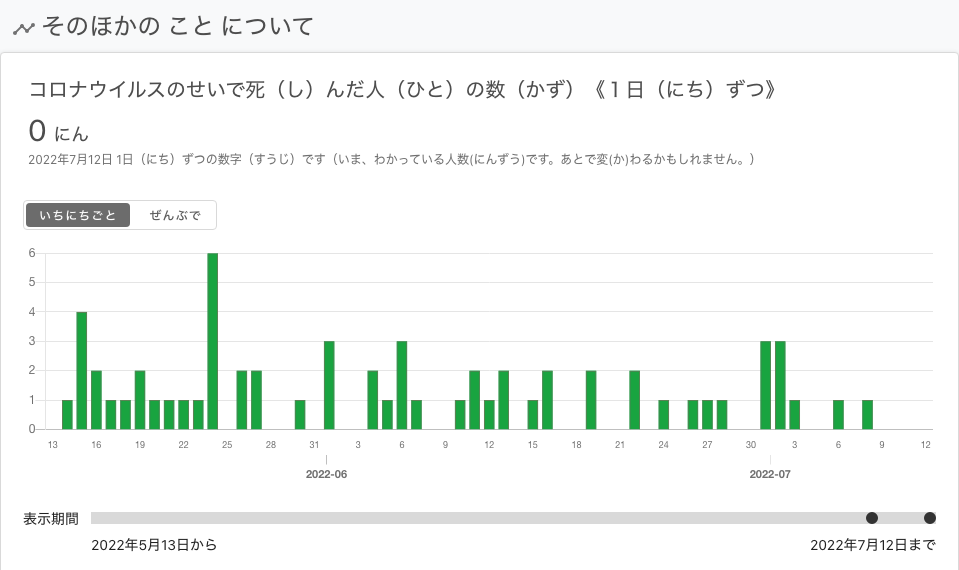 そのほかの こと について
コロナウイルスのせいで死（し）んだ人（ひと）の数（かず）《１日（にち）ずつ》
0 にん
2022年7月12日 1日（にち）ずつの数字（すうじ）です（いま、わかっている人数(にんずう)です。あとで変(か)わるかもしれません。）
いちにちごと ぜんぶで
6
5
4
3
2
1
0
13 16 19 22 25 28 31 3 6 9 12 15 18 21 24 27 30 3 6 9 12
2022-06 2022-07
表示期間
2022年5月13日から 2022年7月12日まで